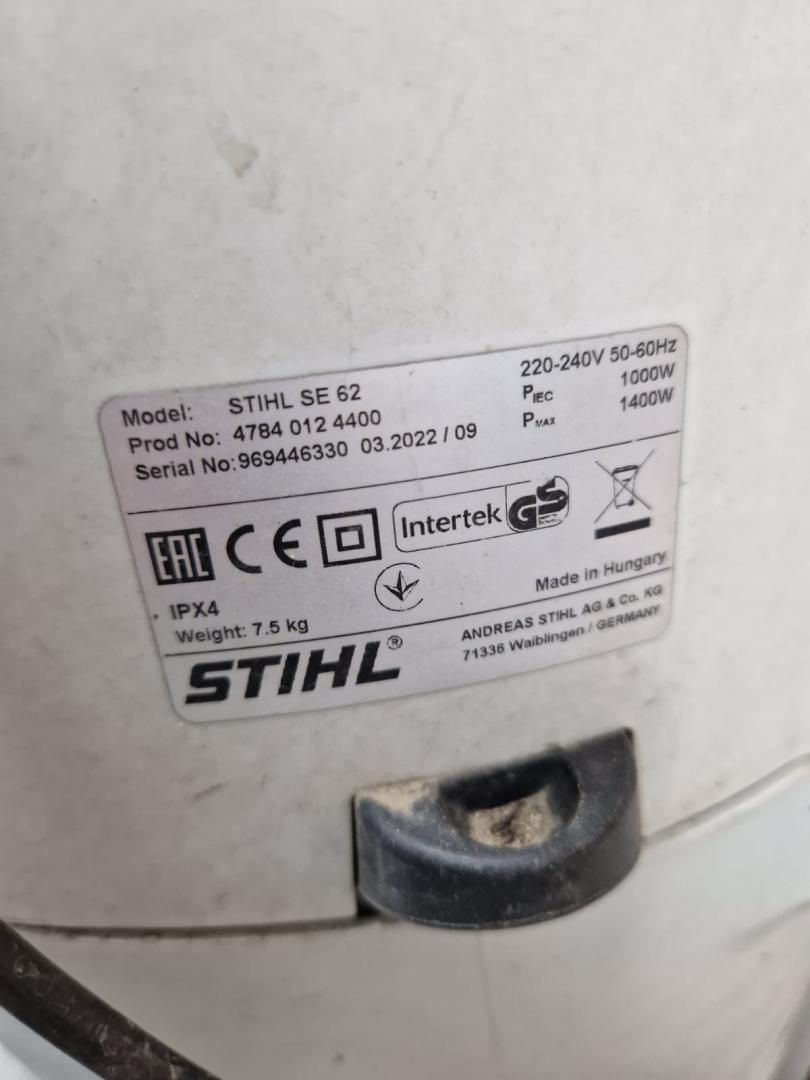 Model: STIHL SE 62
Prod No: 4784 012 4400
Serial No:969446330 03.2022 / 09
220-240V 50-60Hz
PIEC 1000W
PMAX 1400W
EAC CE Intertek GS
IPX4
Weight: 7.5 kg
Made in Hungary
STIHL®
ANDREAS STIHL AG & Co. KG
71336 Waiblingen / GERMANY